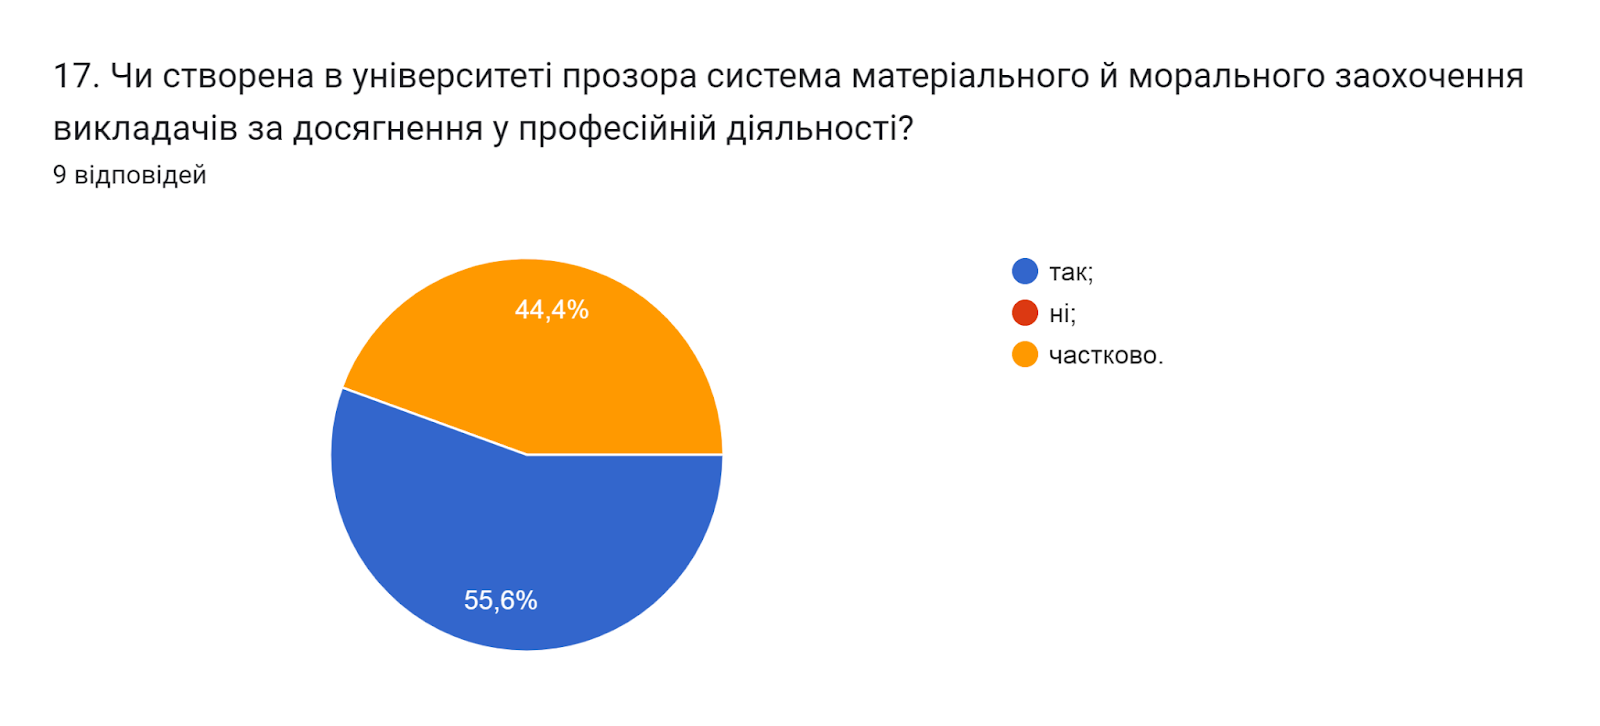 17. Чи створена в університеті прозора система матеріального й морального заохочення
викладачів за досягнення у професійній діяльності?
9 відповідей
44,4%
55,6%
так;
ні;
частково.